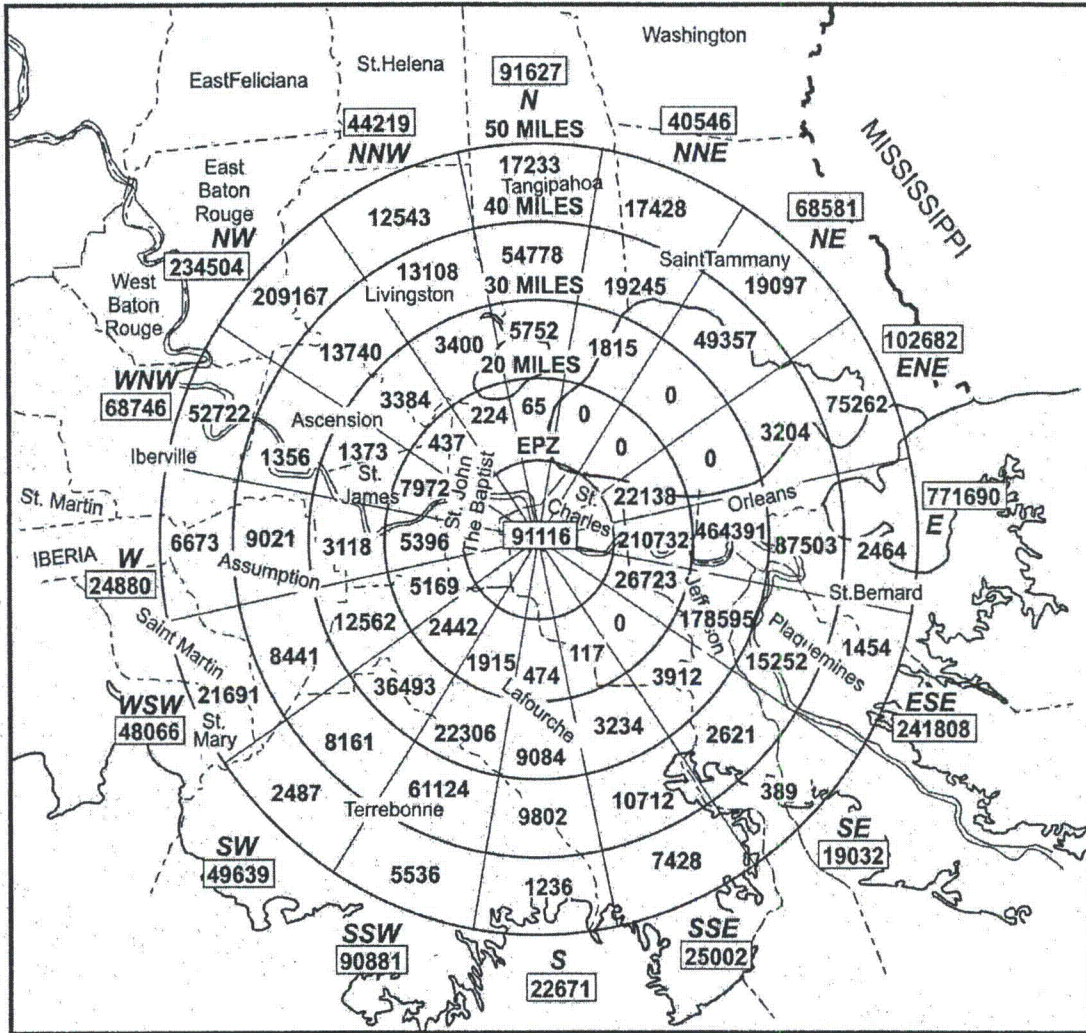 Washington
St.Helena
EastFeliciana
91627
N
50 MILES
44219
NNW
40546
NNE
MISSISSIPPI
East
Baton
Rouge
NW
234504
17233
Tangipahoa
40 MILES
12543
17428
68581
NE
West
Baton
Rouge
209167
13108
Livingston
54778
30 MILES
19245
SaintTammany
19097
13740
3400
5752
20 MILES
1815
49357
102682
ENE
WNW
68746
52722
Ascension
3384
224
65
0
0
75262
1356
1373
437
EPZ
0
0
3204
Iberville
St.
James
7972
St. John
The Baptist
St.
Charles
22138
Orleans
St. Martin
771690
E
IBERIA
W
24880
6673
9021
3118
5396
91116
210732
464391
87503
2464
Assumption
5169
26723
Jefferson
St.Bernard
Saint Martin
12562
2442
0
178595
Plaquemines
1454
8441
1915
474
117
3912
15252
ESE
241808
21691
St.
Mary
WSW
48066
36493
Lafourche
3234
2621
8161
22306
9084
2487
61124
Terrebonne
9802
10712
389
SE
19032
SW
49639
5536
1236
7428
SSW
90881
S
22671
SSE
25002